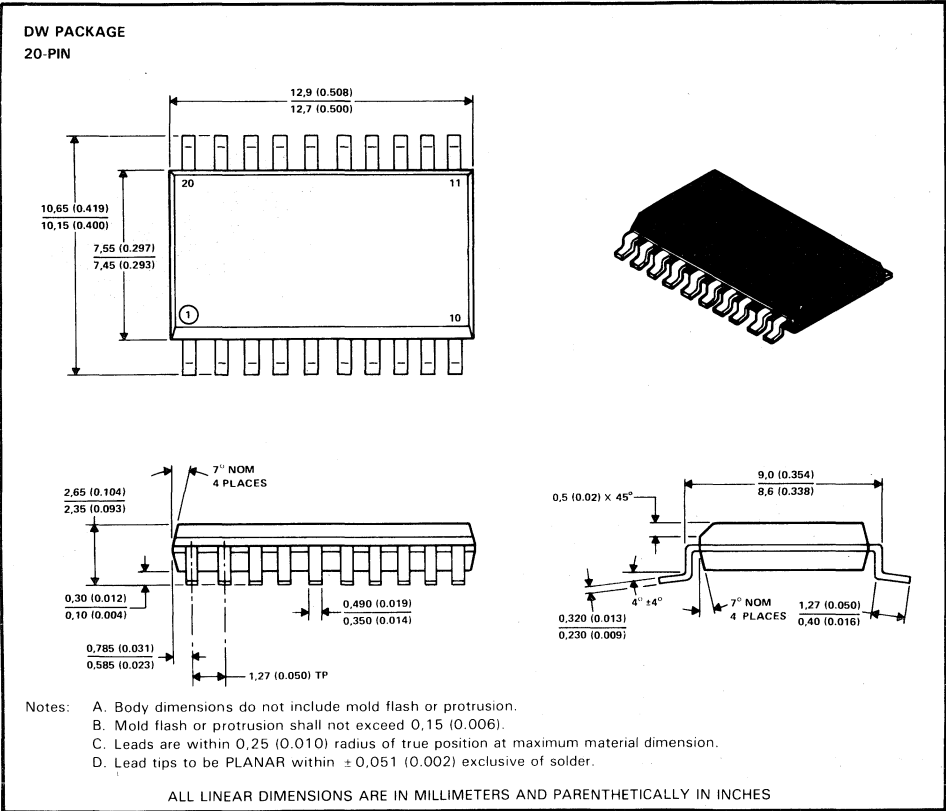 DW PACKAGE
20-PIN
12,9 (0.508)
12,7 (0.500)
20
11
10,65 (0.419)
10,15 (0.400)
7,55 (0.297)
7,45 (0.293)
1
10
7° NOM
4 PLACES
2,65 (0.104)
2,35 (0.093)
0,30 (0.012)
0,10 (0.004)
0,490 (0.019)
0,350 (0.014)
0,785 (0.031)
0,585 (0.023)
1,27 (0.050) TP
9,0 (0.354)
8,6 (0.338)
0,5 (0.02) X 45°
4° ±4°
0,320 (0.013)
0,230 (0.009)
7° NOM
4 PLACES
1,27 (0.050)
0,40 (0.016)
Notes: A. Body dimensions do not include mold flash or protrusion.
B. Mold flash or protrusion shall not exceed 0,15 (0.006).
C. Leads are within 0,25 (0.010) radius of true position at maximum material dimension.
D. Lead tips to be PLANAR within ±0,051 (0.002) exclusive of solder.
ALL LINEAR DIMENSIONS ARE IN MILLIMETERS AND PARENTHETICALLY IN INCHES